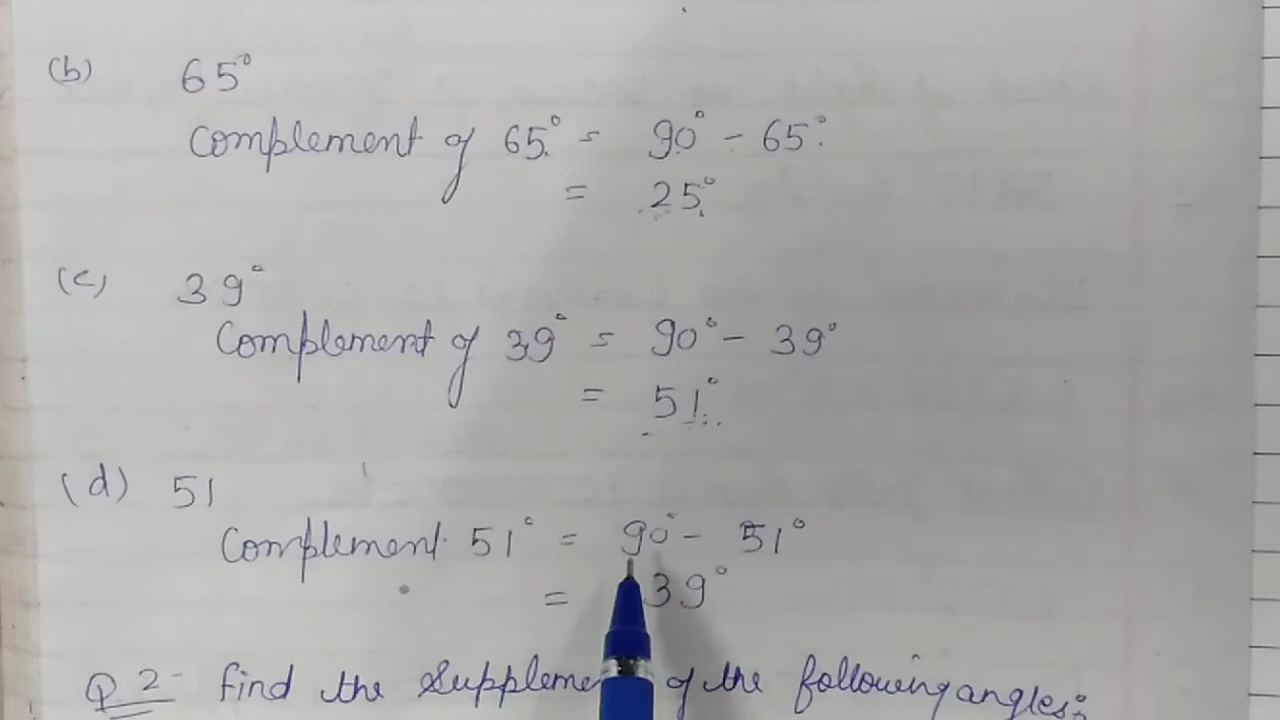 (b) 65°
Complement of 65° = 90° - 65°
= 25°
(c) 39°
Complement of 39° = 90° - 39°
= 51°
(d) 51
Complement 51° = 90° - 51°
= 39°
Q 2- find the Supplement of the following angles: